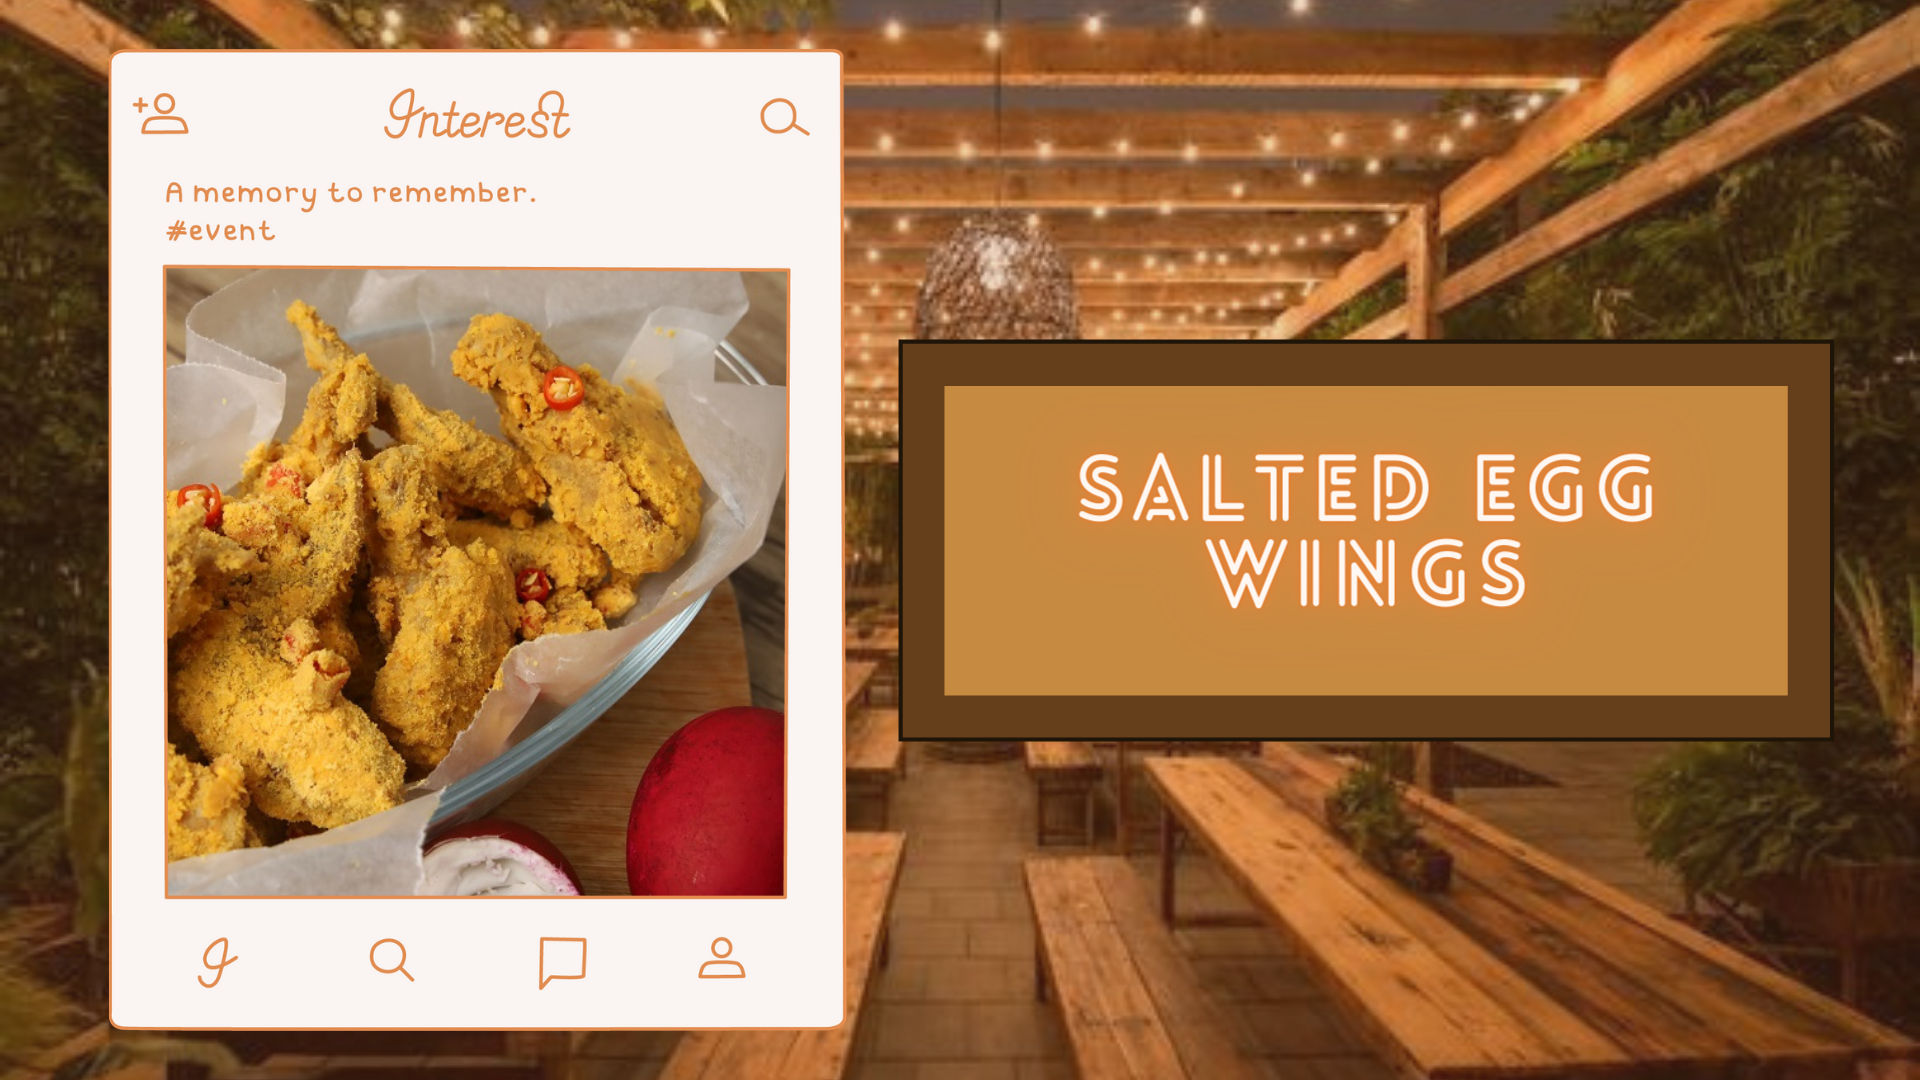 Interest
A memory to remember.
#event
SALTED EGG
WINGS